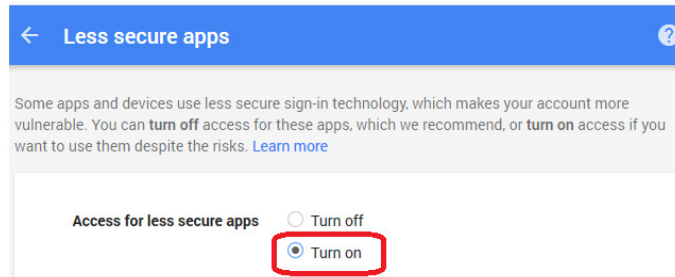 Less secure apps
Some apps and devices use less secure sign-in technology, which makes your account more
vulnerable. You can turn off access for these apps, which we recommend, or turn on access if you
want to use them despite the risks. Learn more
Access for less secure apps
Turn off
Turn on